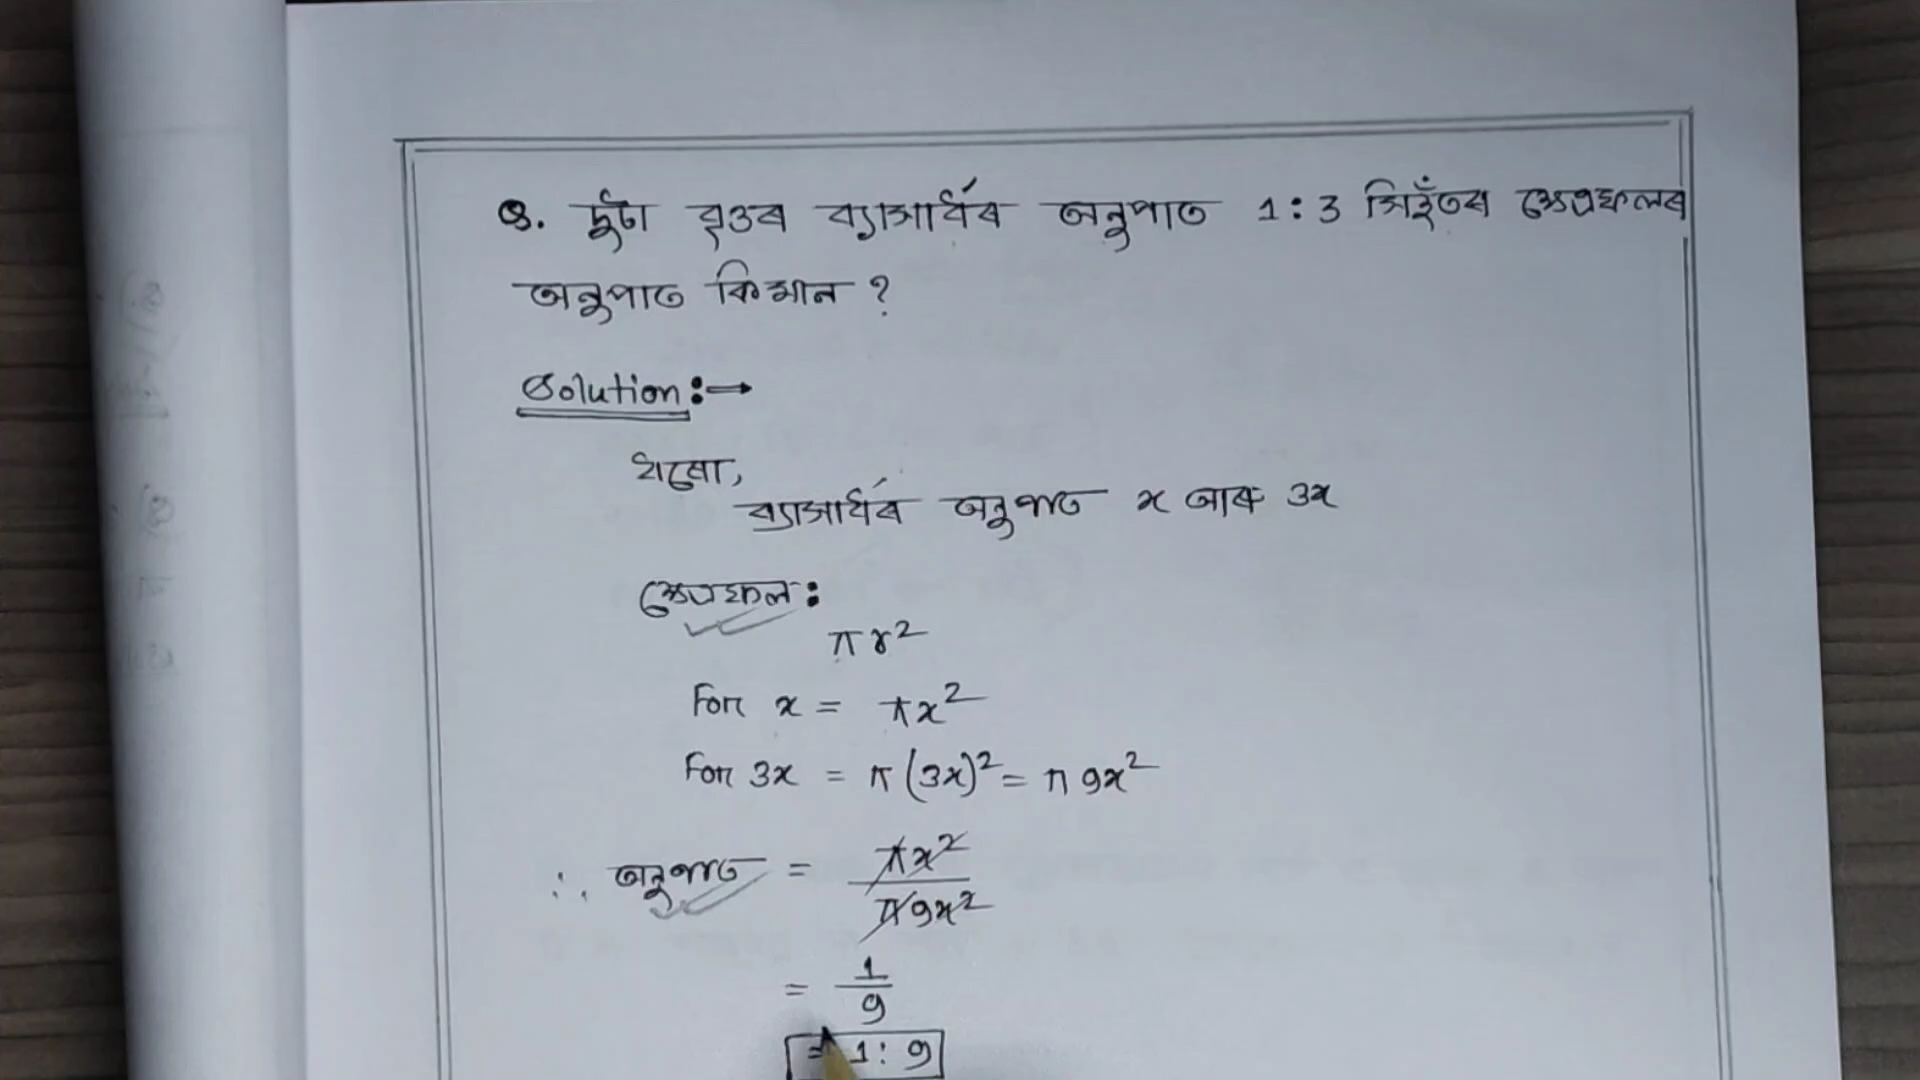 Q. দুটা বৃত্তৰ ব্যাসাৰ্ধৰ অনুপাত 1:3 সিহঁতৰ ক্ষেত্ৰফলৰ
অনুপাত কিমান ?
Solution:→
ধৰো,
ব্যাসাৰ্ধৰ অনুপাত x আৰু 3x
ক্ষেত্ৰফল:
πr²
For x = πx²
For 3x = π(3x)² = π9x²
∴ অনুপাত = πx²/π9x²
= 1/9
= 1:9